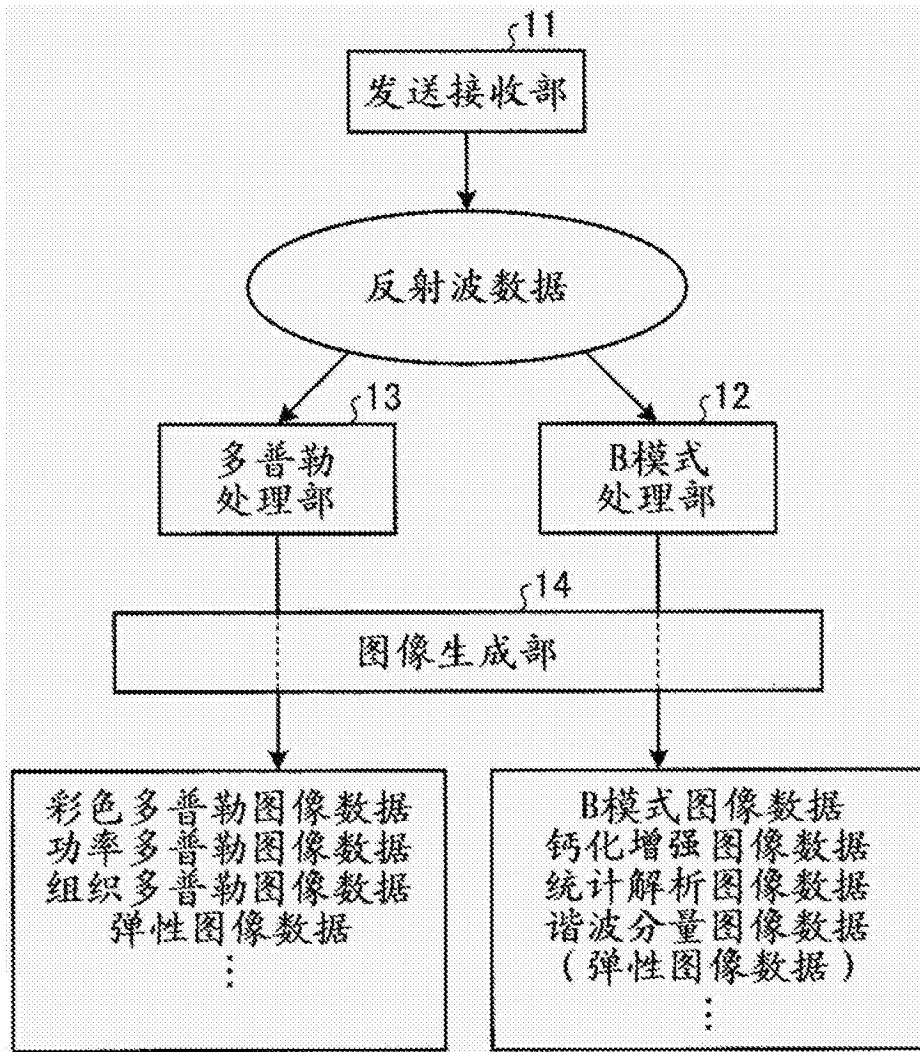 11
发送接收部
反射波数据
13
多普勒
处理部
12
B模式
处理部
14
图像生成部
彩色多普勒图像数据
功率多普勒图像数据
组织多普勒图像数据
弹性图像数据
⋮
B模式图像数据
钙化增强图像数据
统计解析图像数据
谐波分量图像数据
(弹性图像数据)
⋮